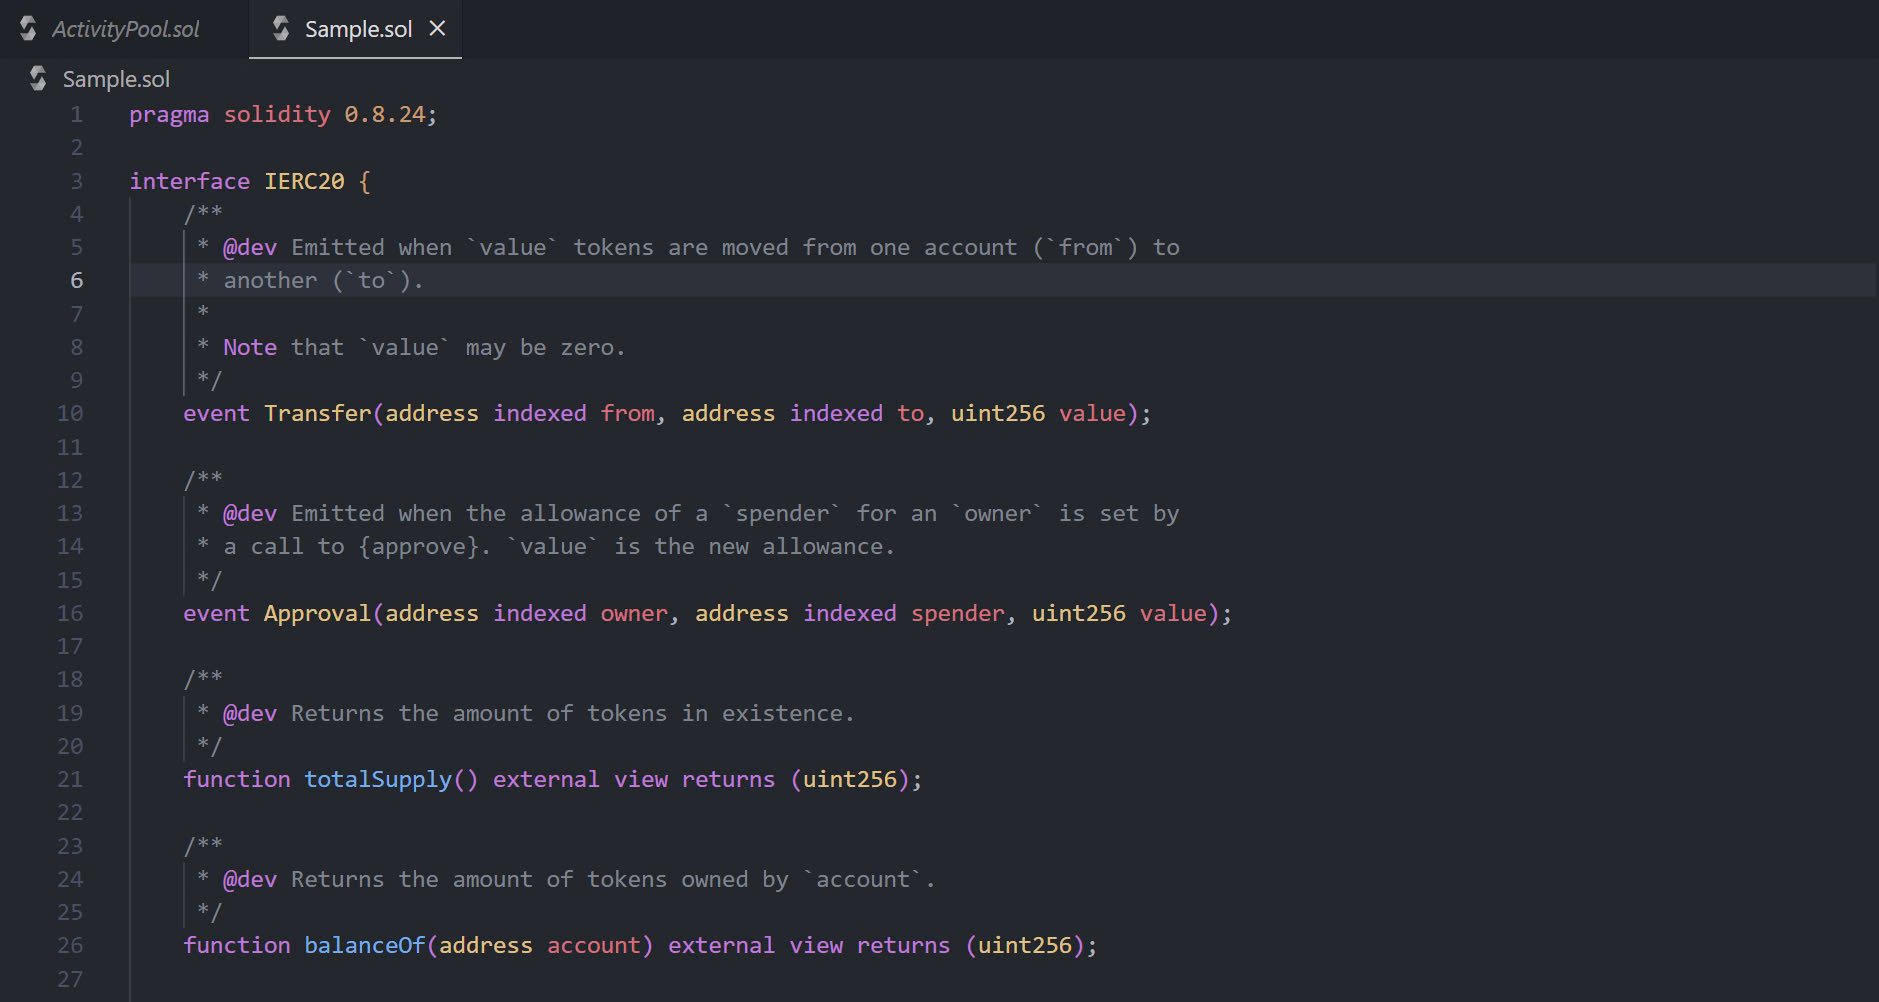 ActivityPool.sol
Sample.sol
Sample.sol
1 pragma solidity 0.8.24;
2
3 interface IERC20 {
4     /**
5      * @dev Emitted when `value` tokens are moved from one account (`from`) to
6      * another (`to`).
7      *
8      * Note that `value` may be zero.
9      */
10     event Transfer(address indexed from, address indexed to, uint256 value);
11
12     /**
13      * @dev Emitted when the allowance of a `spender` for an `owner` is set by
14      * a call to {approve}. `value` is the new allowance.
15      */
16     event Approval(address indexed owner, address indexed spender, uint256 value);
17
18     /**
19      * @dev Returns the amount of tokens in existence.
20      */
21     function totalSupply() external view returns (uint256);
22
23     /**
24      * @dev Returns the amount of tokens owned by `account`.
25      */
26     function balanceOf(address account) external view returns (uint256);
27